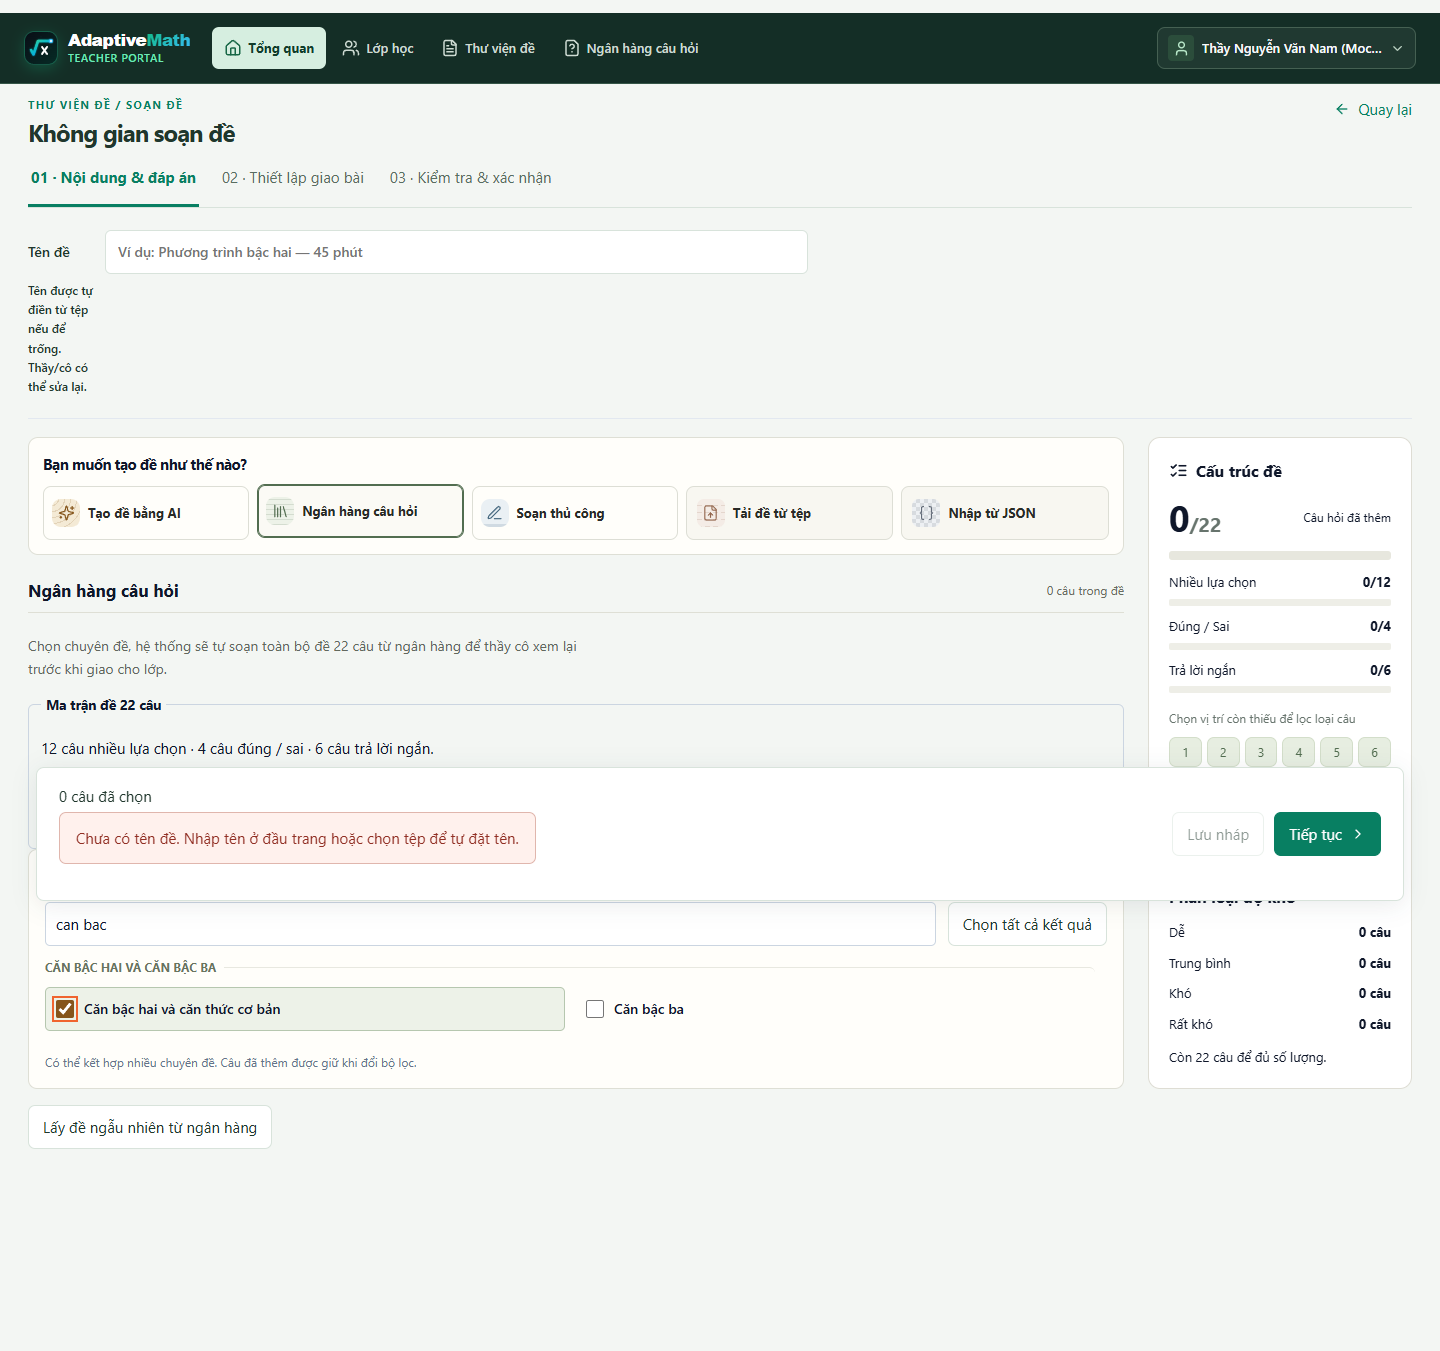 AdaptiveMath
TEACHER PORTAL
Tổng quan
Lớp học
Thư viện đề
Ngân hàng câu hỏi
Thầy Nguyễn Văn Nam (Moc...
THƯ VIỆN ĐỀ / SOẠN ĐỀ
Quay lại
Không gian soạn đề
01 · Nội dung & đáp án
02 · Thiết lập giao bài
03 · Kiểm tra & xác nhận
Tên đề
Ví dụ: Phương trình bậc hai — 45 phút
Tên được tự
điền từ tệp
nếu để
trống.
Thầy/cô có
thể sửa lại.
Bạn muốn tạo đề như thế nào?
Tạo đề bằng AI
Ngân hàng câu hỏi
Soạn thủ công
Tải đề từ tệp
Nhập từ JSON
Ngân hàng câu hỏi
0 câu trong đề
Chọn chuyên đề, hệ thống sẽ tự soạn toàn bộ đề 22 câu từ ngân hàng để thầy cô xem lại
trước khi giao cho lớp.
Ma trận đề 22 câu
12 câu nhiều lựa chọn · 4 câu đúng / sai · 6 câu trả lời ngắn.
Cấu trúc đề
0/22
Câu hỏi đã thêm
Nhiều lựa chọn
0/12
Đúng / Sai
0/4
Trả lời ngắn
0/6
Chọn vị trí còn thiếu để lọc loại câu
1 2 3 4 5 6
0 câu đã chọn
Chưa có tên đề. Nhập tên ở đầu trang hoặc chọn tệp để tự đặt tên.
Lưu nháp
Tiếp tục
can bac
Chọn tất cả kết quả
CĂN BẬC HAI VÀ CĂN BẬC BA
Căn bậc hai và căn thức cơ bản
Căn bậc ba
Có thể kết hợp nhiều chuyên đề. Câu đã thêm được giữ khi đổi bộ lọc.
Dễ
0 câu
Trung bình
0 câu
Khó
0 câu
Rất khó
0 câu
Còn 22 câu để đủ số lượng.
Lấy đề ngẫu nhiên từ ngân hàng